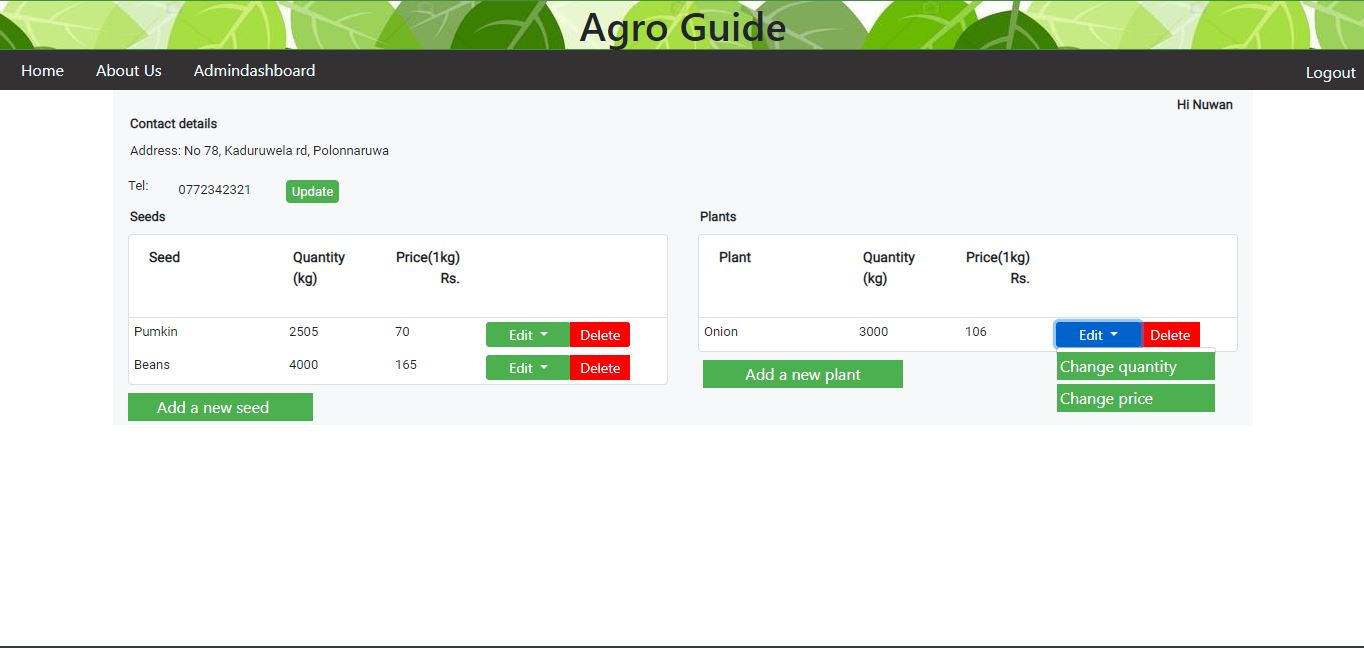 Agro Guide
Home About Us Admindashboard Logout
Hi Nuwan
Contact details
Address: No 78, Kaduruwela rd, Polonnaruwa
Tel: 0772342321 Update
Seeds
Seed Quantity (kg) Price(1kg) Rs.
Pumkin 2505 70 Edit Delete
Beans 4000 165 Edit Delete
Add a new seed
Plants
Plant Quantity (kg) Price(1kg) Rs.
Onion 3000 106 Edit Delete
Change quantity
Change price
Add a new plant